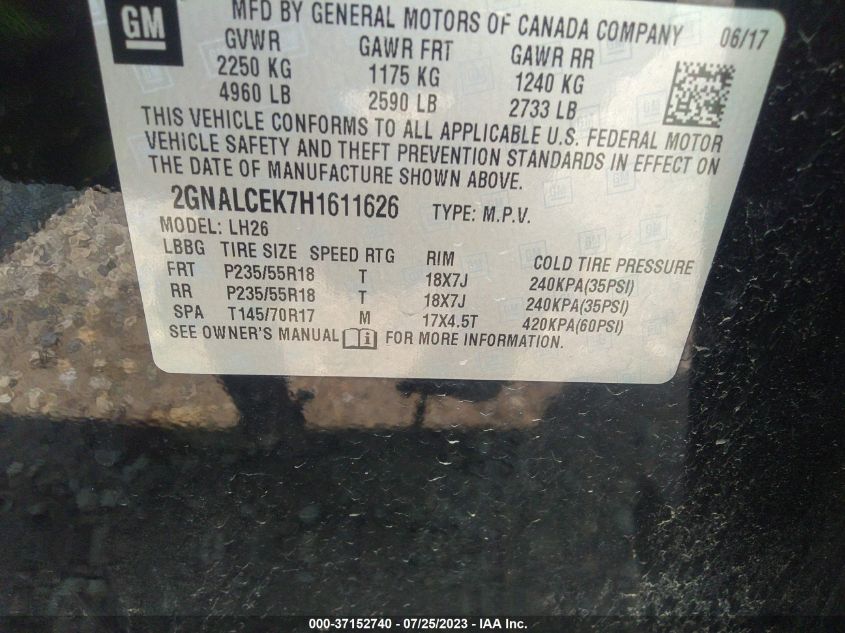 GM
MFD BY GENERAL MOTORS OF CANADA COMPANY 06/17
GVWR GAWR FRT GAWR RR
2250 KG 1175 KG 1240 KG
4960 LB 2590 LB 2733 LB
THIS VEHICLE CONFORMS TO ALL APPLICABLE U.S. FEDERAL MOTOR
VEHICLE SAFETY AND THEFT PREVENTION STANDARDS IN EFFECT ON
THE DATE OF MANUFACTURE SHOWN ABOVE.
2GNALCEK7H1611626 TYPE: M.P.V.
MODEL: LH26
LBBG TIRE SIZE SPEED RTG RIM COLD TIRE PRESSURE
FRT P235/55R18 T 18X7J 240KPA(35PSI)
RR P235/55R18 T 18X7J 240KPA(35PSI)
SPA T145/70R17 M 17X4.5T 420KPA(60PSI)
SEE OWNER'S MANUAL FOR MORE INFORMATION.
000-37152740 - 07/25/2023 - IAA Inc.